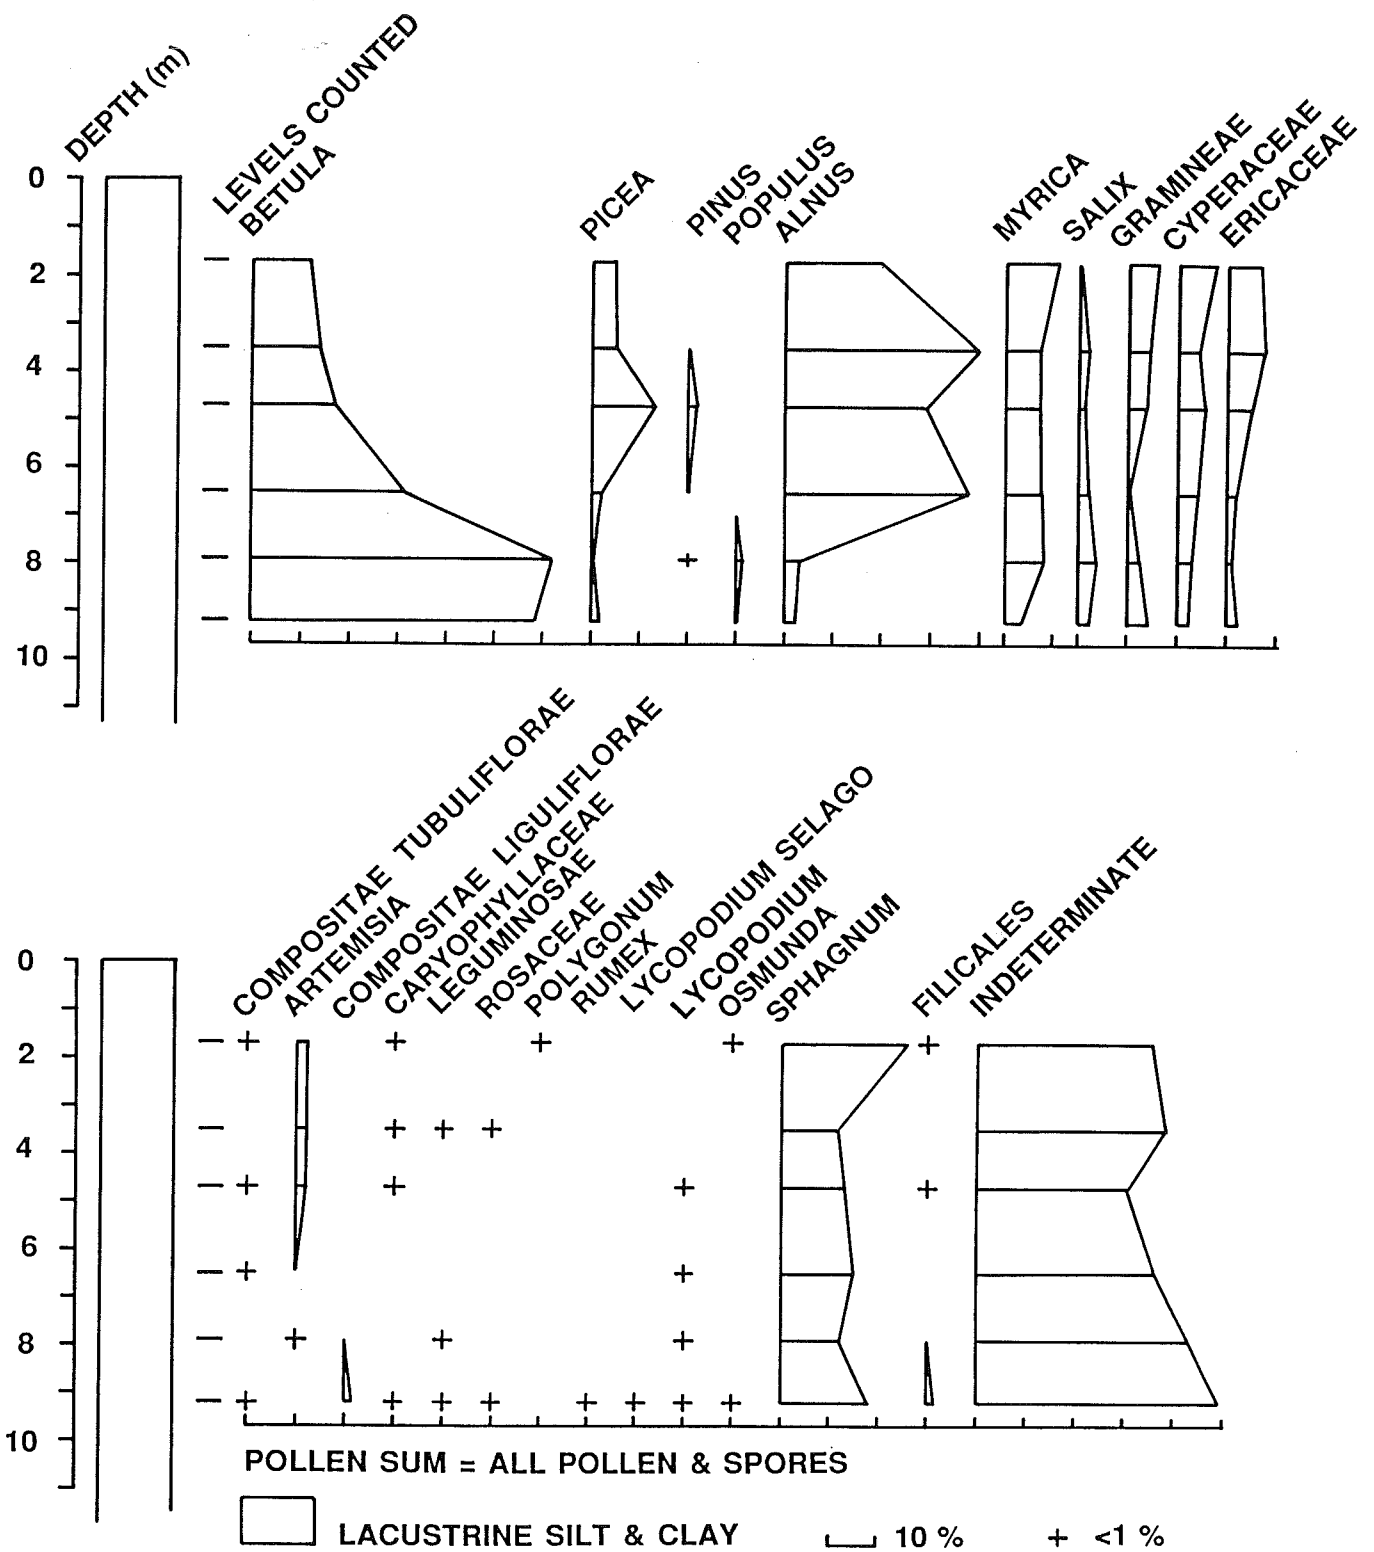 DEPTH (m)
LEVELS COUNTED
BETULA
PICEA
PINUS
POPULUS
ALNUS
MYRICA
SALIX
GRAMINEAE
CYPERACEAE
ERICACEAE
0
2
4
6
8
+
10
COMPOSITAE TUBULIFLORAE
ARTEMISIA
COMPOSITAE LIGULIFLORAE
CARYOPHYLLACEAE
LEGUMINOSAE
ROSACEAE
POLYGONUM
RUMEX
LYCOPODIUM SELAGO
LYCOPODIUM
OSMUNDA
SPHAGNUM
FILICALES
INDETERMINATE
0
+ + + + +
2
+ + +
4
+ + + +
6
+ +
8
+ + +
+ + + + + + + +
10
POLLEN SUM = ALL POLLEN & SPORES
LACUSTRINE SILT & CLAY 10 % + <1 %